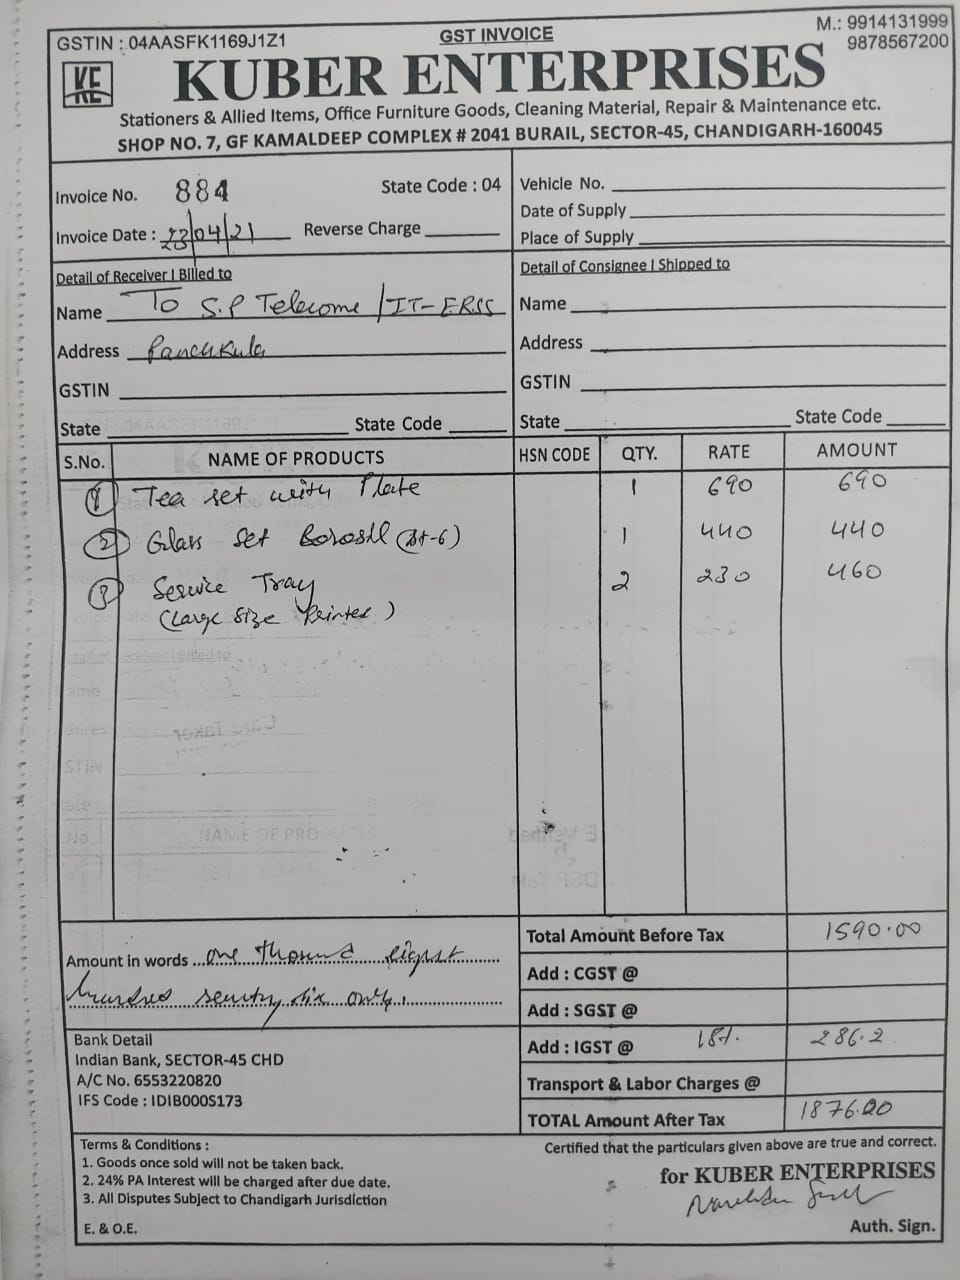 GSTIN : 04AASFK1169J1Z1
GST INVOICE
M.: 9914131999
9878567200
KE
KUBER ENTERPRISES
Stationers & Allied Items, Office Furniture Goods, Cleaning Material, Repair & Maintenance etc.
SHOP NO. 7, GF KAMALDEEP COMPLEX # 2041 BURAIL, SECTOR-45, CHANDIGARH-160045
Invoice No. 884 State Code : 04
Invoice Date : 23/04/21 Reverse Charge
Vehicle No.
Date of Supply
Place of Supply
Detail of Receiver | Billed to
Name To S.P Telecome/IT-ERSS
Address Panchkula
GSTIN
State State Code
Detail of Consignee | Shipped to
Name
Address
GSTIN
State State Code
S.No. NAME OF PRODUCTS HSN CODE QTY. RATE AMOUNT
1 Tea set with Plate 1 690 690
2 Glass Set Borosil 1 440 440
3 Service Tray 2 230 460
(Large Size Printed)
Total Amount Before Tax 1590.00
Amount in words one thousand eight
hundred seventy six only.
Add : CGST @
Add : SGST @
Add : IGST @ 18%. 286.2
Transport & Labor Charges @
TOTAL Amount After Tax 1876.20
Bank Detail
Indian Bank, SECTOR-45 CHD
A/C No. 6553220820
IFS Code : IDIB000S173
Terms & Conditions :
1. Goods once sold will not be taken back.
2. 24% PA Interest will be charged after due date.
3. All Disputes Subject to Chandigarh Jurisdiction
E. & O.E.
Certified that the particulars given above are true and correct.
for KUBER ENTERPRISES
Auth. Sign.